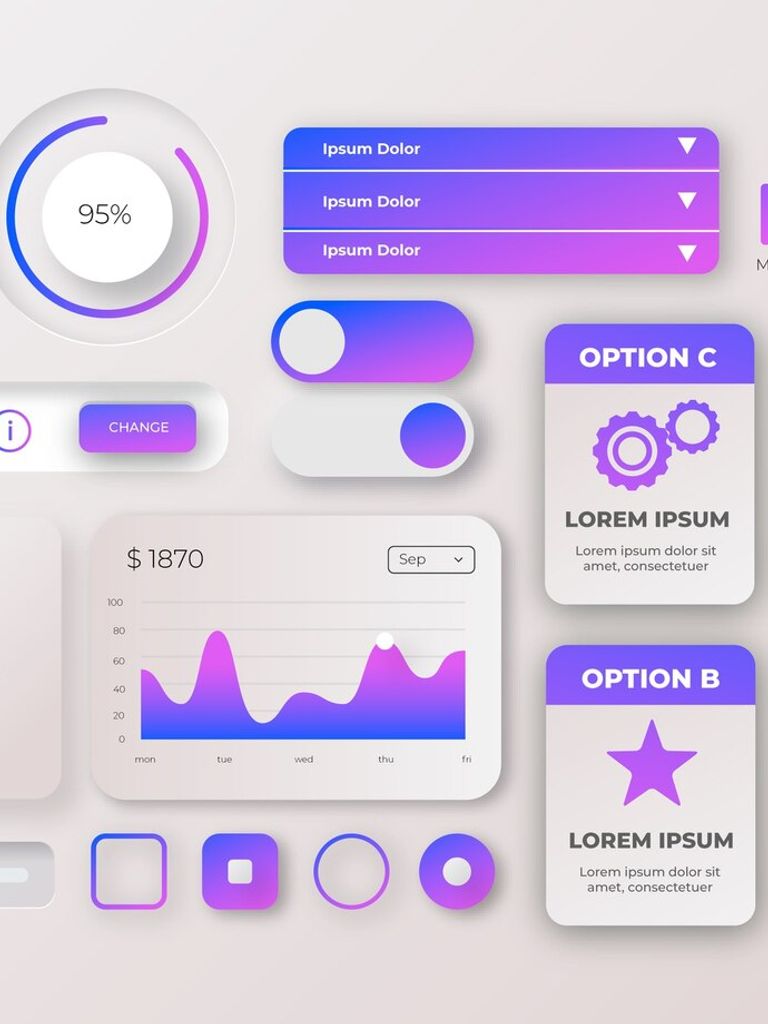 95%
Ipsum Dolor
Ipsum Dolor
Ipsum Dolor
M
i
CHANGE
OPTION C
LOREM IPSUM
Lorem ipsum dolor sit
amet, consectetuer
$ 1870
Sep
100
80
60
40
20
0
mon tue wed thu fri
OPTION B
LOREM IPSUM
Lorem ipsum dolor sit
amet, consectetuer